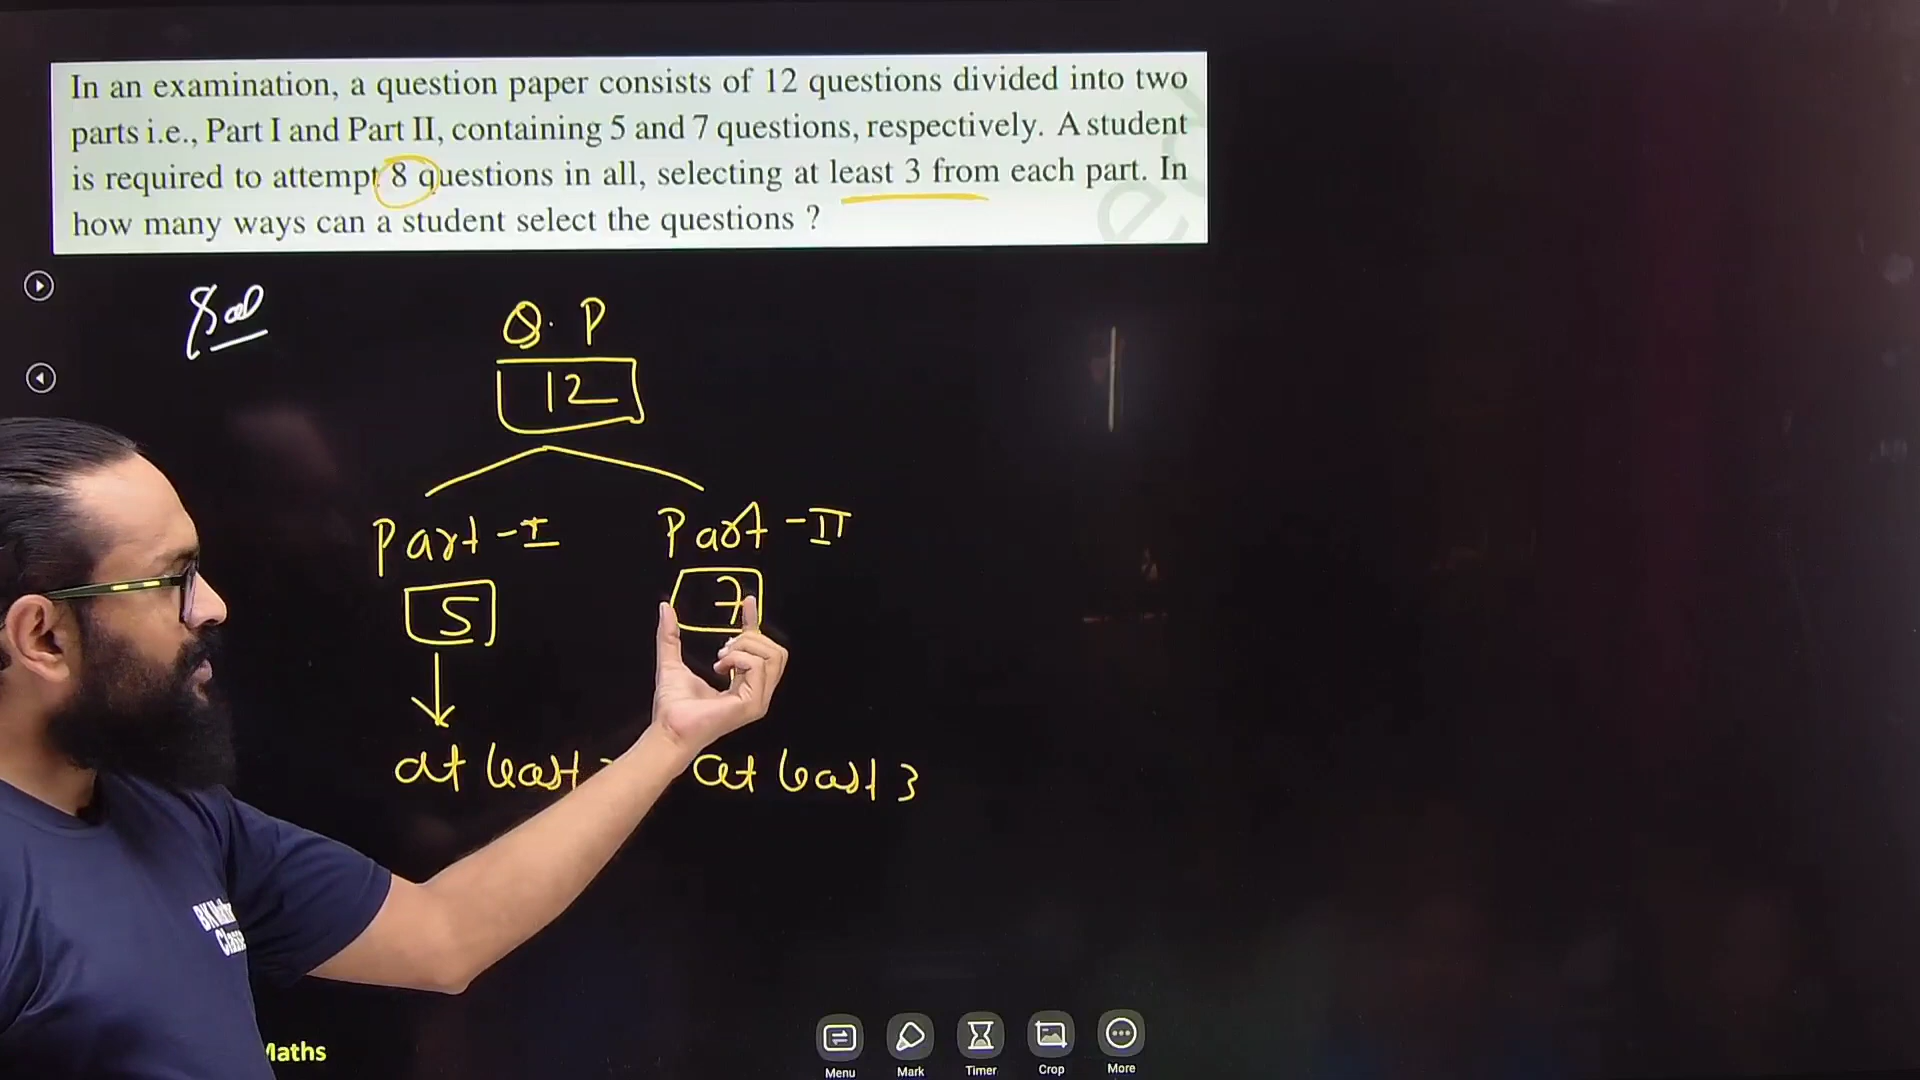 In an examination, a question paper consists of 12 questions divided into two
parts i.e., Part I and Part II, containing 5 and 7 questions, respectively. A student
is required to attempt 8 questions in all, selecting at least 3 from each part. In
how many ways can a student select the questions ?
Sol
Q. P
12
Part-I Part-II
5 7
at least at least 3
BK
Class
Maths
Menu Mark Timer Crop More